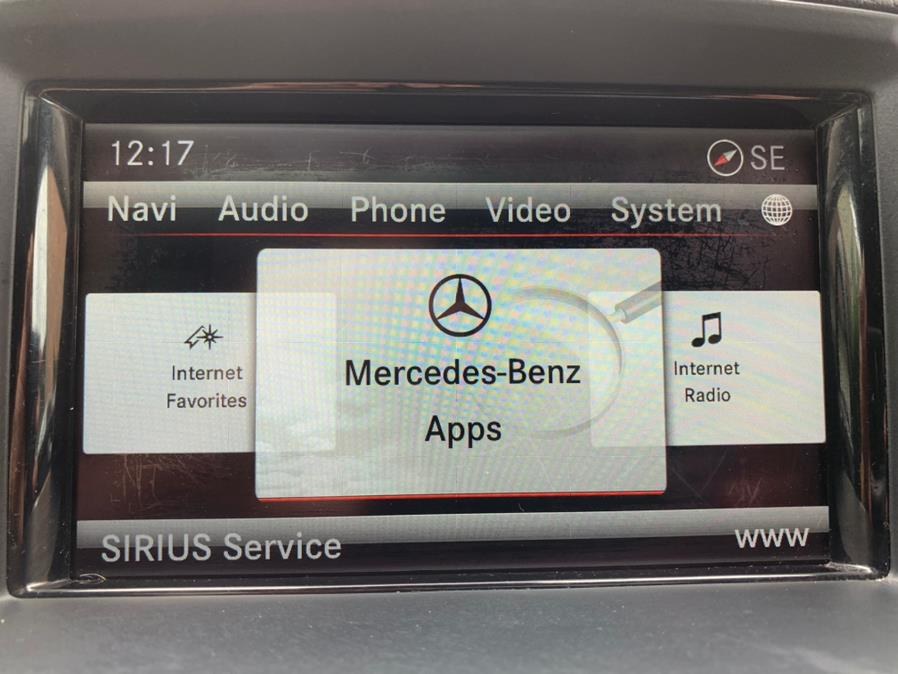 12:17 SE
Navi Audio Phone Video System
Internet
Favorites
Mercedes-Benz
Apps
Internet
Radio
SIRIUS Service WWW